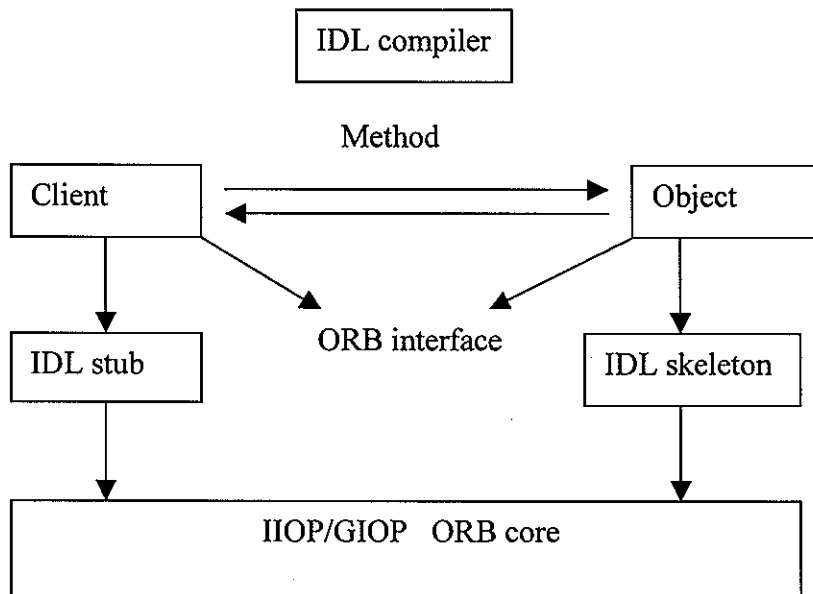 IDL compiler
Method
Client
Object
ORB interface
IDL stub
IDL skeleton
IIOP/GIOP ORB core